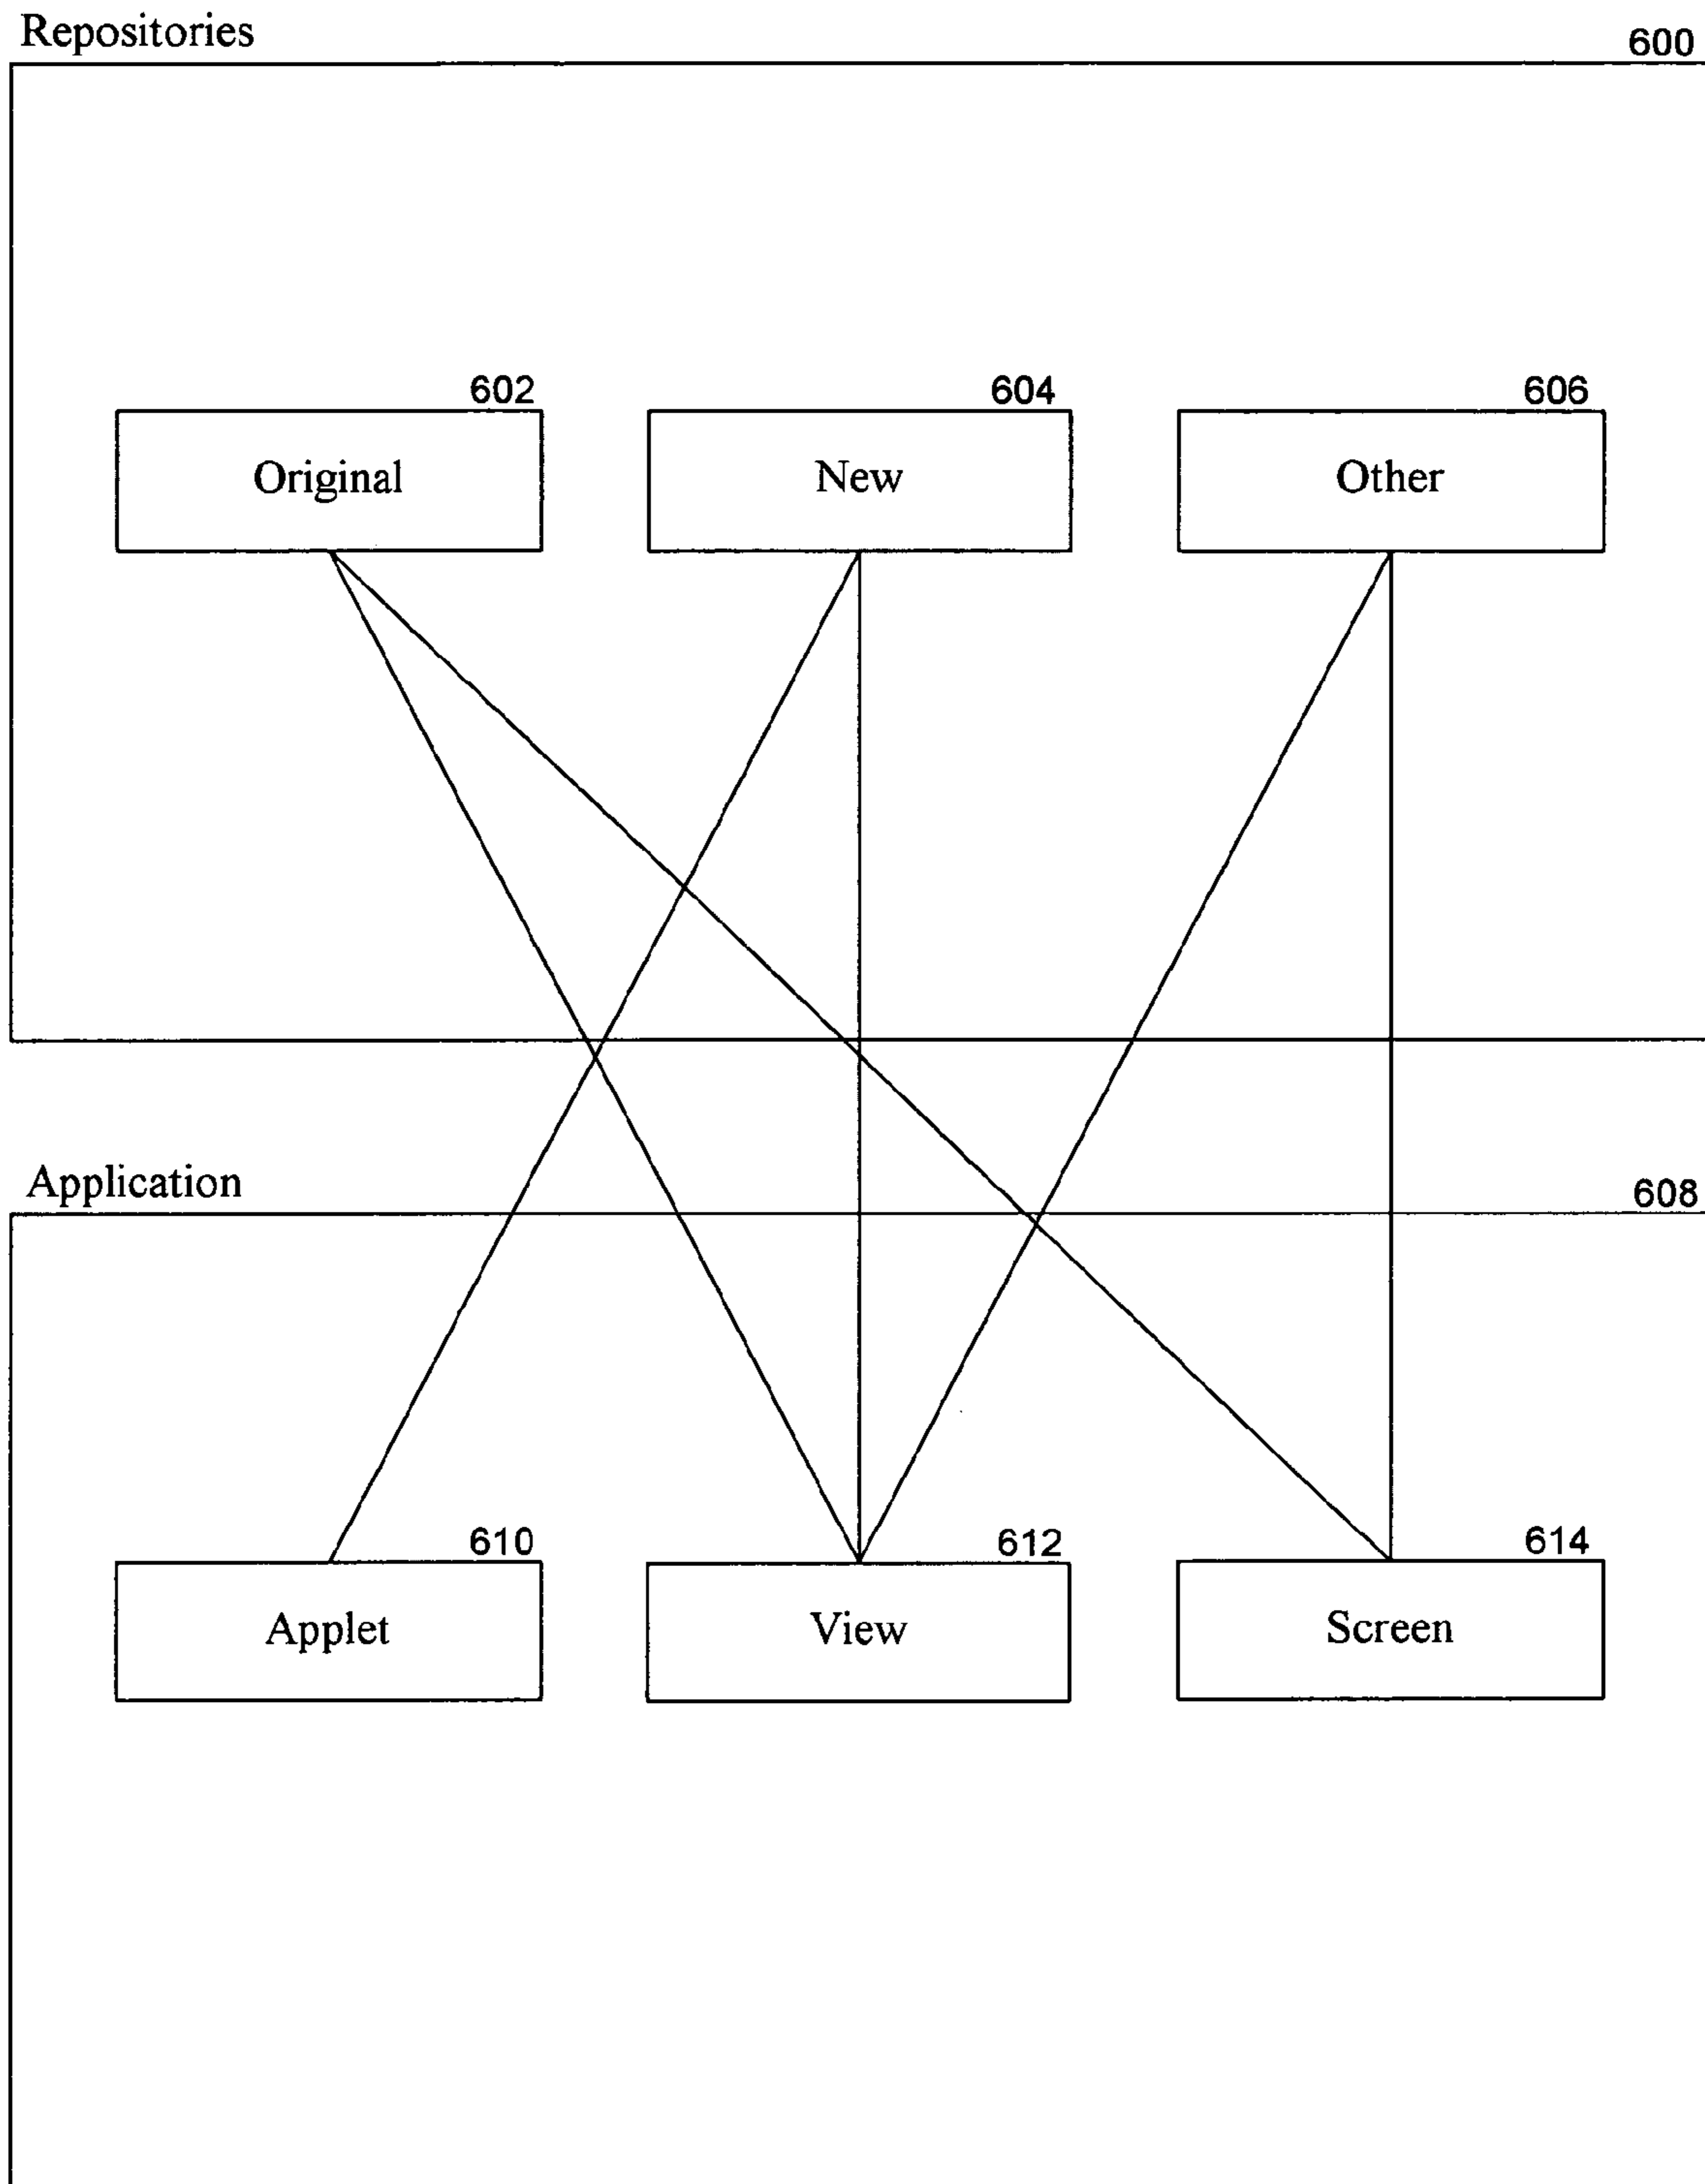 Repositories
600
602
604
606
Original
New
Other
Application
608
610
612
614
Applet
View
Screen